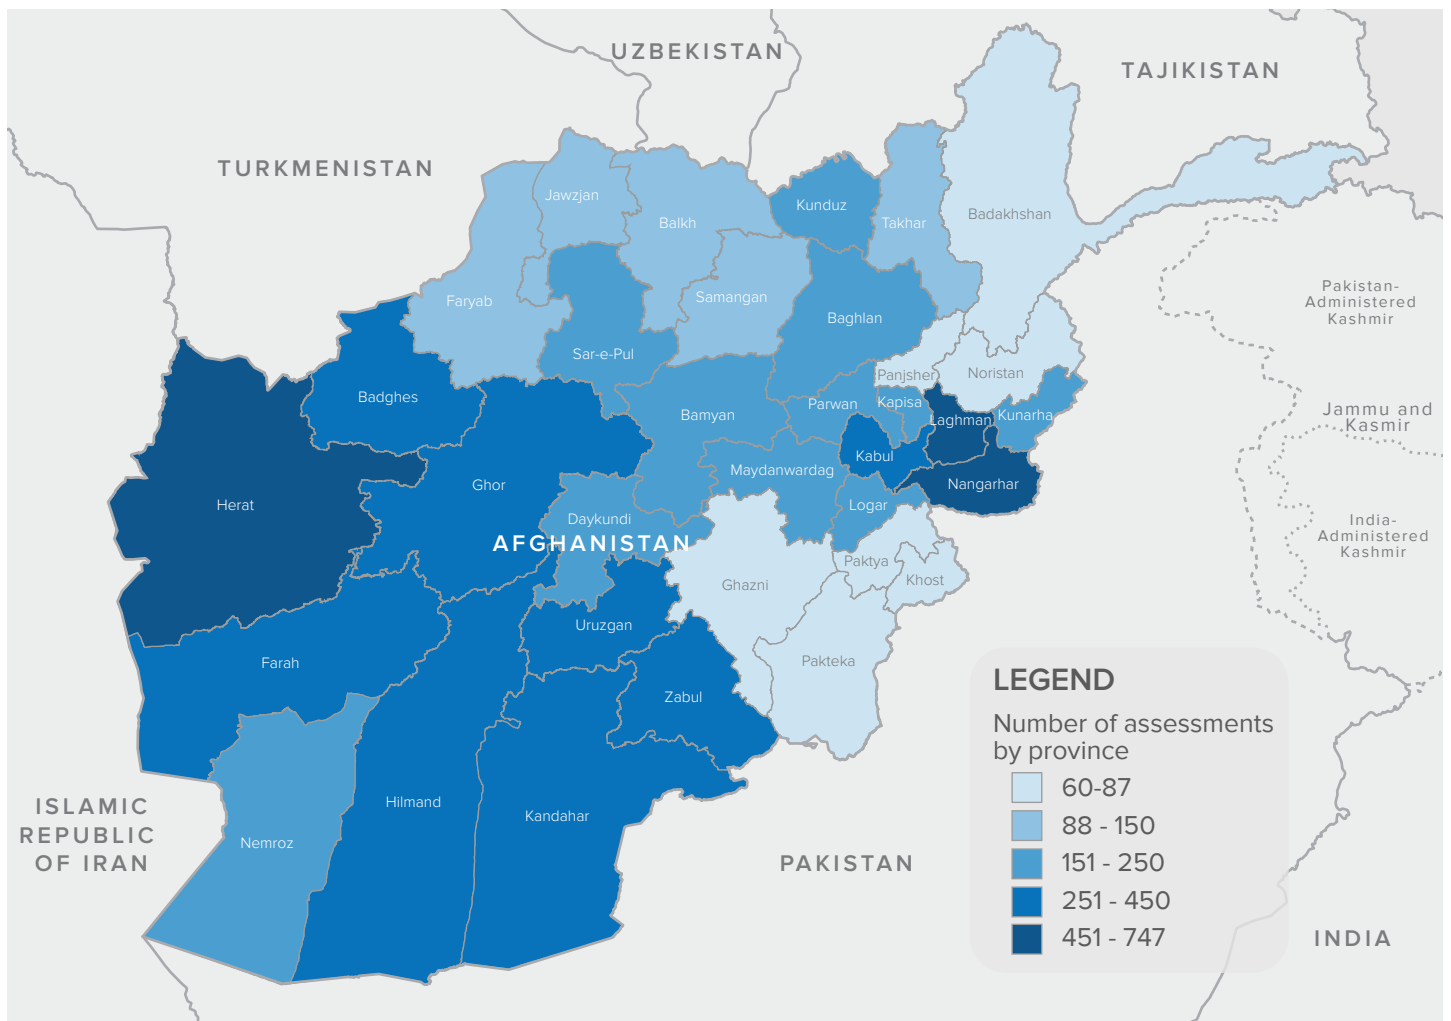 UZBEKISTAN
TAJIKISTAN
TURKMENISTAN
Jawzjan
Balkh
Kunduz
Takhar
Badakhshan
Faryab
Samangan
Baghlan
Sar-e-Pul
Badghes
Panjsher
Noristan
Bamyan
Parwan
Kapisa
Laghman
Kunarha
Kabul
Maydanwardag
Nangarhar
Herat
Ghor
Logar
Daykundi
AFGHANISTAN
Ghazni
Paktya
Khost
Uruzgan
Farah
Pakteka
Zabul
Hilmand
Kandahar
Nemroz
Pakistan-
Administered
Kashmir
Jammu and
Kasmir
India-
Administered
Kashmir
ISLAMIC
REPUBLIC
OF IRAN
PAKISTAN
INDIA
LEGEND
Number of assessments
by province
60-87
88 - 150
151 - 250
251 - 450
451 - 747